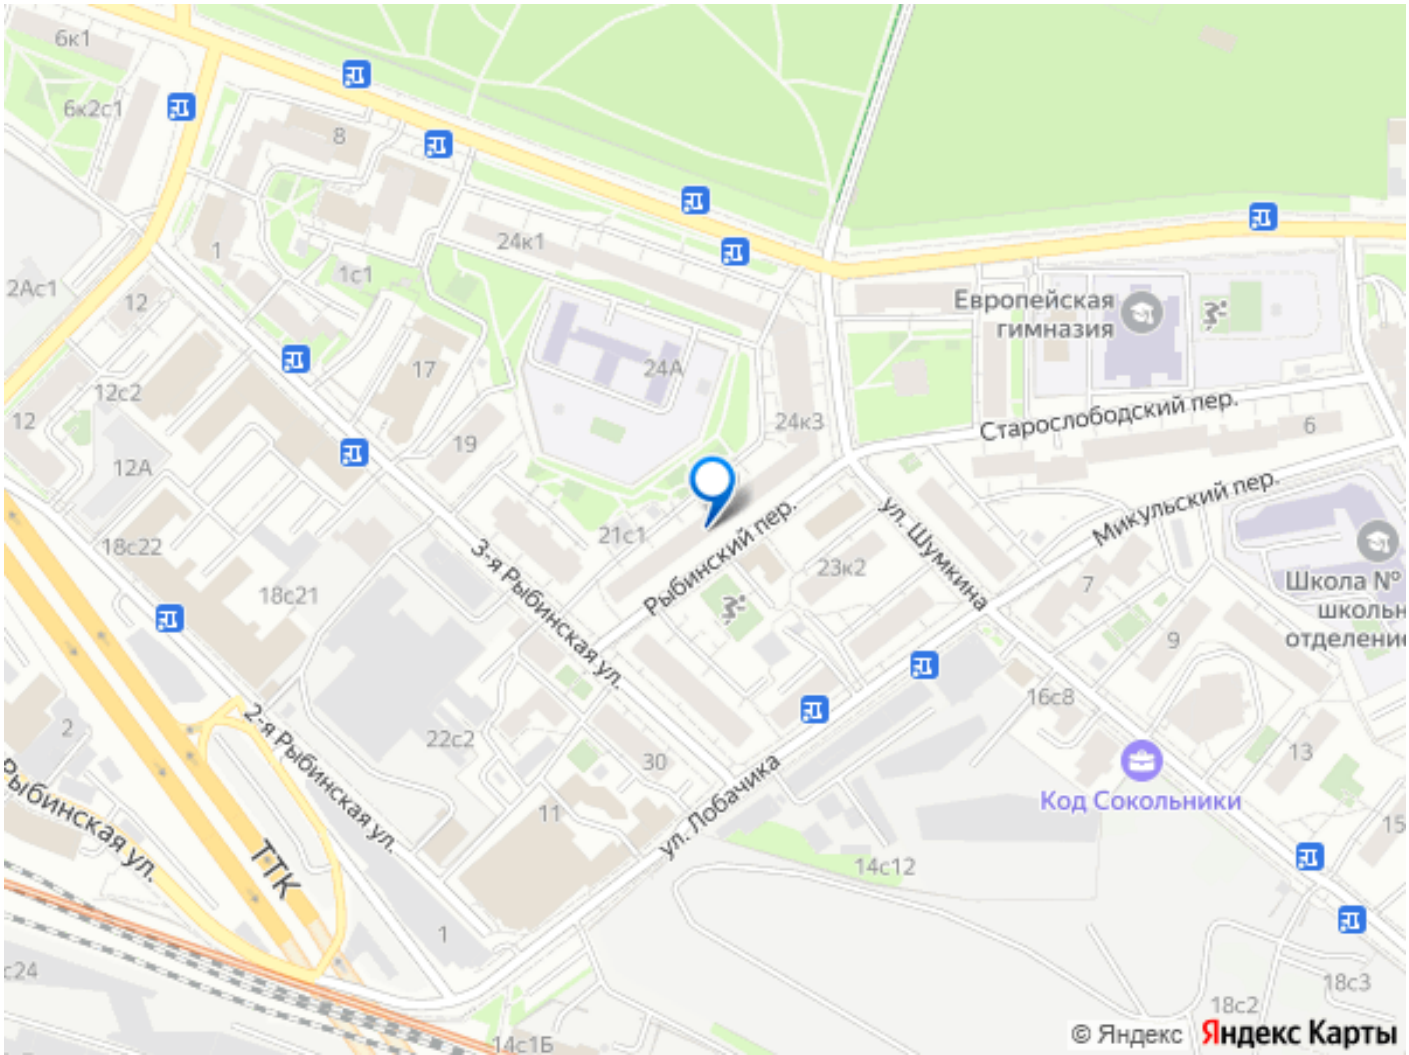 6к1
6к2с1
8
24к1
1
1с1
2Ас1
12
Европейская
гимназия
17
24А
12с2
12
24к3
Старослободский пер.
6
19
12А
Микульский пер.
ул. Шумкина
Рыбинский пер.
21с1
18с22
3-я Рыбинская ул.
23к2
7
Школа №
школьн
отделение
18с21
9
16с8
2-я Рыбинская ул.
2
22с2
30
13
Код Сокольники
Рыбинская ул.
ул. Лобачика
11
15
ТТК
14с12
1
с24
18с3
18с2
14с1Б
© Яндекс Яндекс Карты